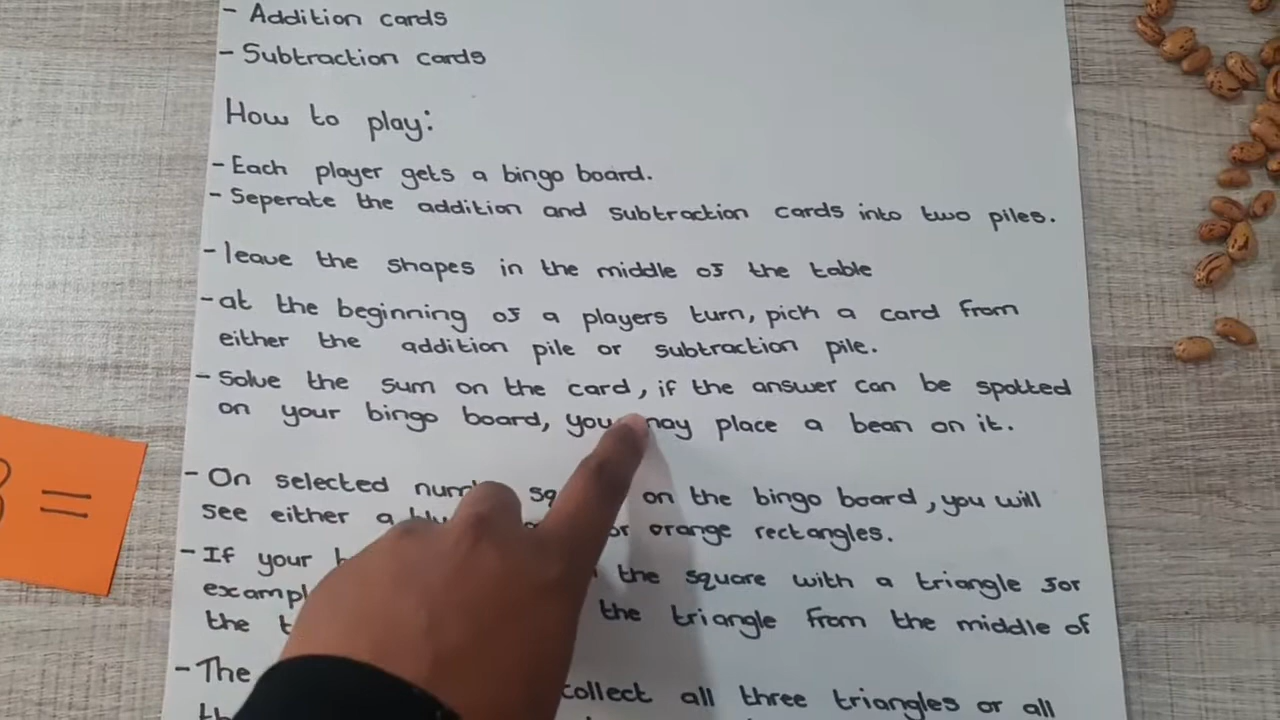 - Addition cards
- Subtraction cards
How to play:
- Each player gets a bingo board.
- Seperate the addition and subtraction cards into two piles.
- leave the shapes in the middle of the table
- at the beginning of a players turn, pick a card from
either the addition pile or subtraction pile.
- Solve the sum on the card, if the answer can be spotted
on your bingo board, you may place a bean on it.
- On selected on the bingo board, you will
see either a or orange rectangles.
- If your the square with a triangle for
the the triangle from the middle of
- The collect all three triangles or all
=